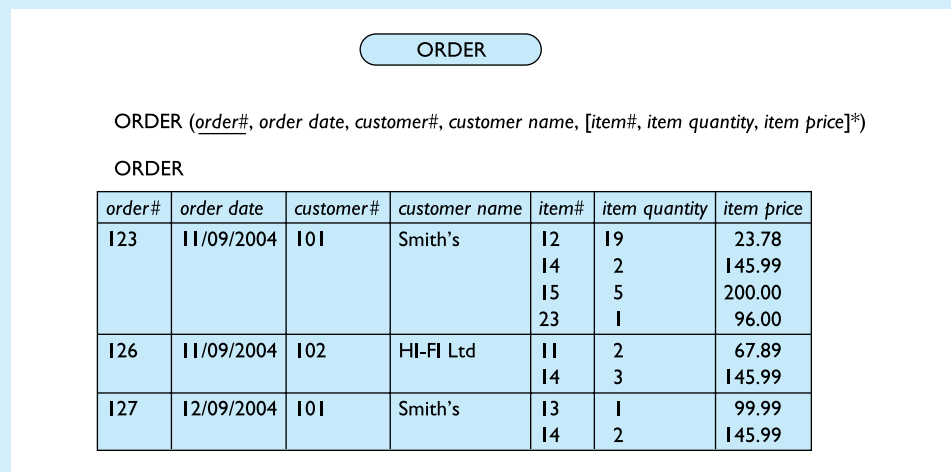 ORDER
ORDER (order#, order date, customer#, customer name, [item#, item quantity, item price]*)
ORDER
order# order date customer# customer name item# item quantity item price
123 11/09/2004 101 Smith's 12 19 23.78
14 2 145.99
15 5 200.00
23 1 96.00
126 11/09/2004 102 HI-FI Ltd 11 2 67.89
14 3 145.99
127 12/09/2004 101 Smith's 13 1 99.99
14 2 145.99